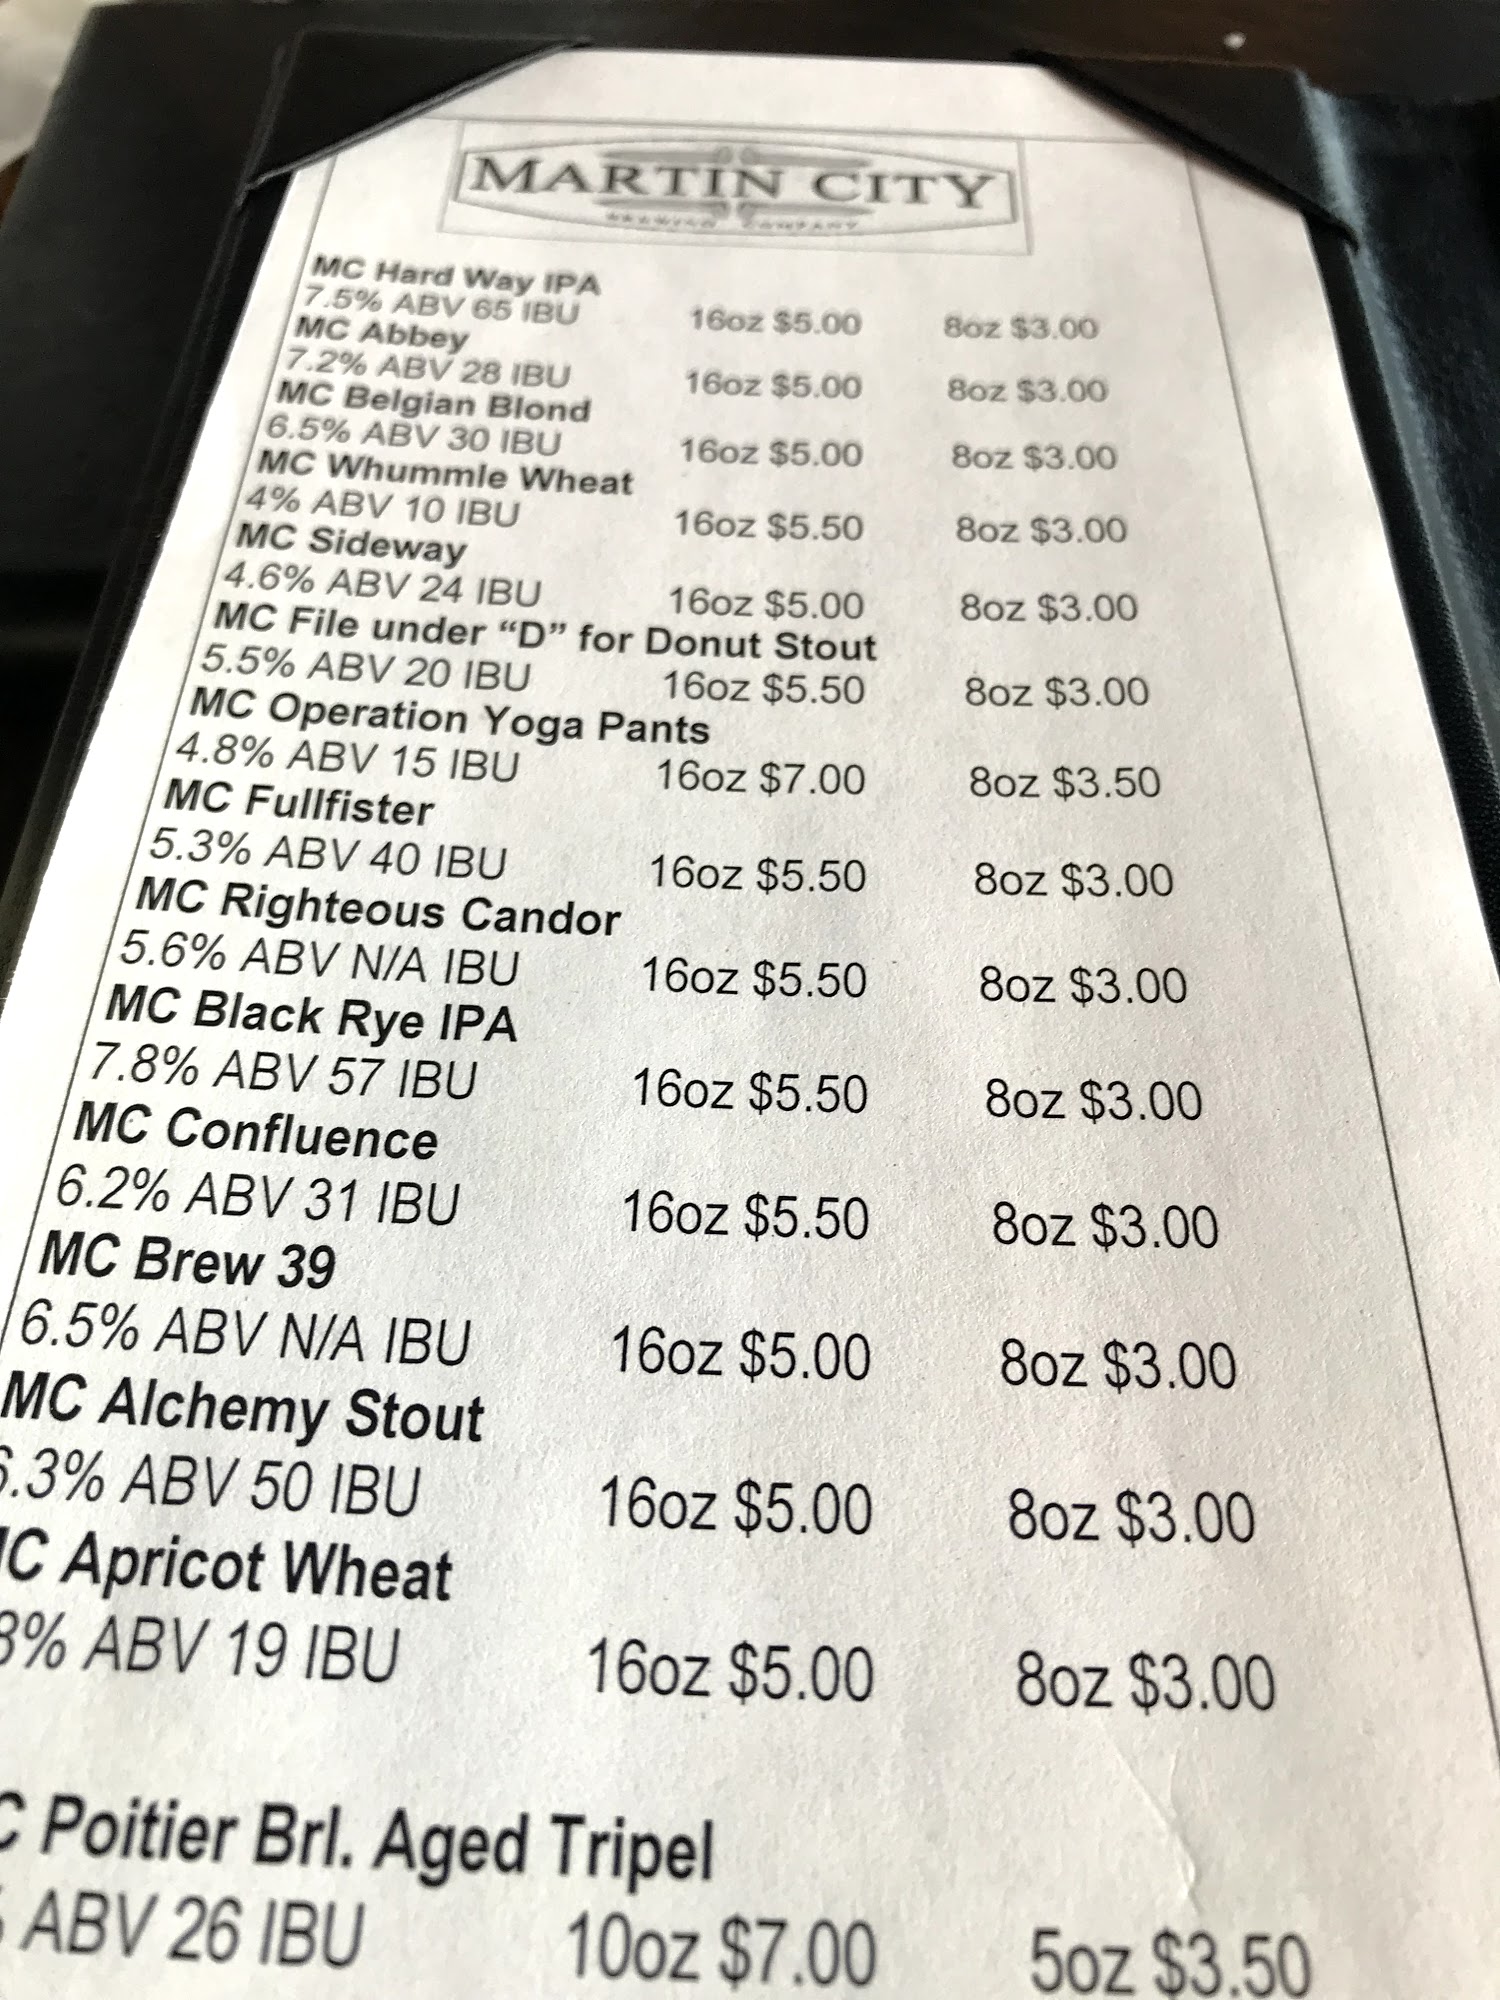 MARTIN CITY
BREWING COMPANY
MC Hard Way IPA
7.5% ABV 65 IBU 16oz $5.00 8oz $3.00
MC Abbey
7.2% ABV 28 IBU 16oz $5.00 8oz $3.00
MC Belgian Blond
6.5% ABV 30 IBU 16oz $5.00 8oz $3.00
MC Whummle Wheat
4% ABV 10 IBU 16oz $5.50 8oz $3.00
MC Sideway
4.6% ABV 24 IBU 16oz $5.00 8oz $3.00
MC File under “D” for Donut Stout
5.5% ABV 20 IBU 16oz $5.50 8oz $3.00
MC Operation Yoga Pants
4.8% ABV 15 IBU 16oz $7.00 8oz $3.50
MC Fullfister
5.3% ABV 40 IBU 16oz $5.50 8oz $3.00
MC Righteous Candor
5.6% ABV N/A IBU 16oz $5.50 8oz $3.00
MC Black Rye IPA
7.8% ABV 57 IBU 16oz $5.50 8oz $3.00
MC Confluence
6.2% ABV 31 IBU 16oz $5.50 8oz $3.00
MC Brew 39
6.5% ABV N/A IBU 16oz $5.00 8oz $3.00
MC Alchemy Stout
.3% ABV 50 IBU 16oz $5.00 8oz $3.00
C Apricot Wheat
% ABV 19 IBU 16oz $5.00 8oz $3.00
C Poitier Brl. Aged Tripel
ABV 26 IBU 10oz $7.00 5oz $3.50